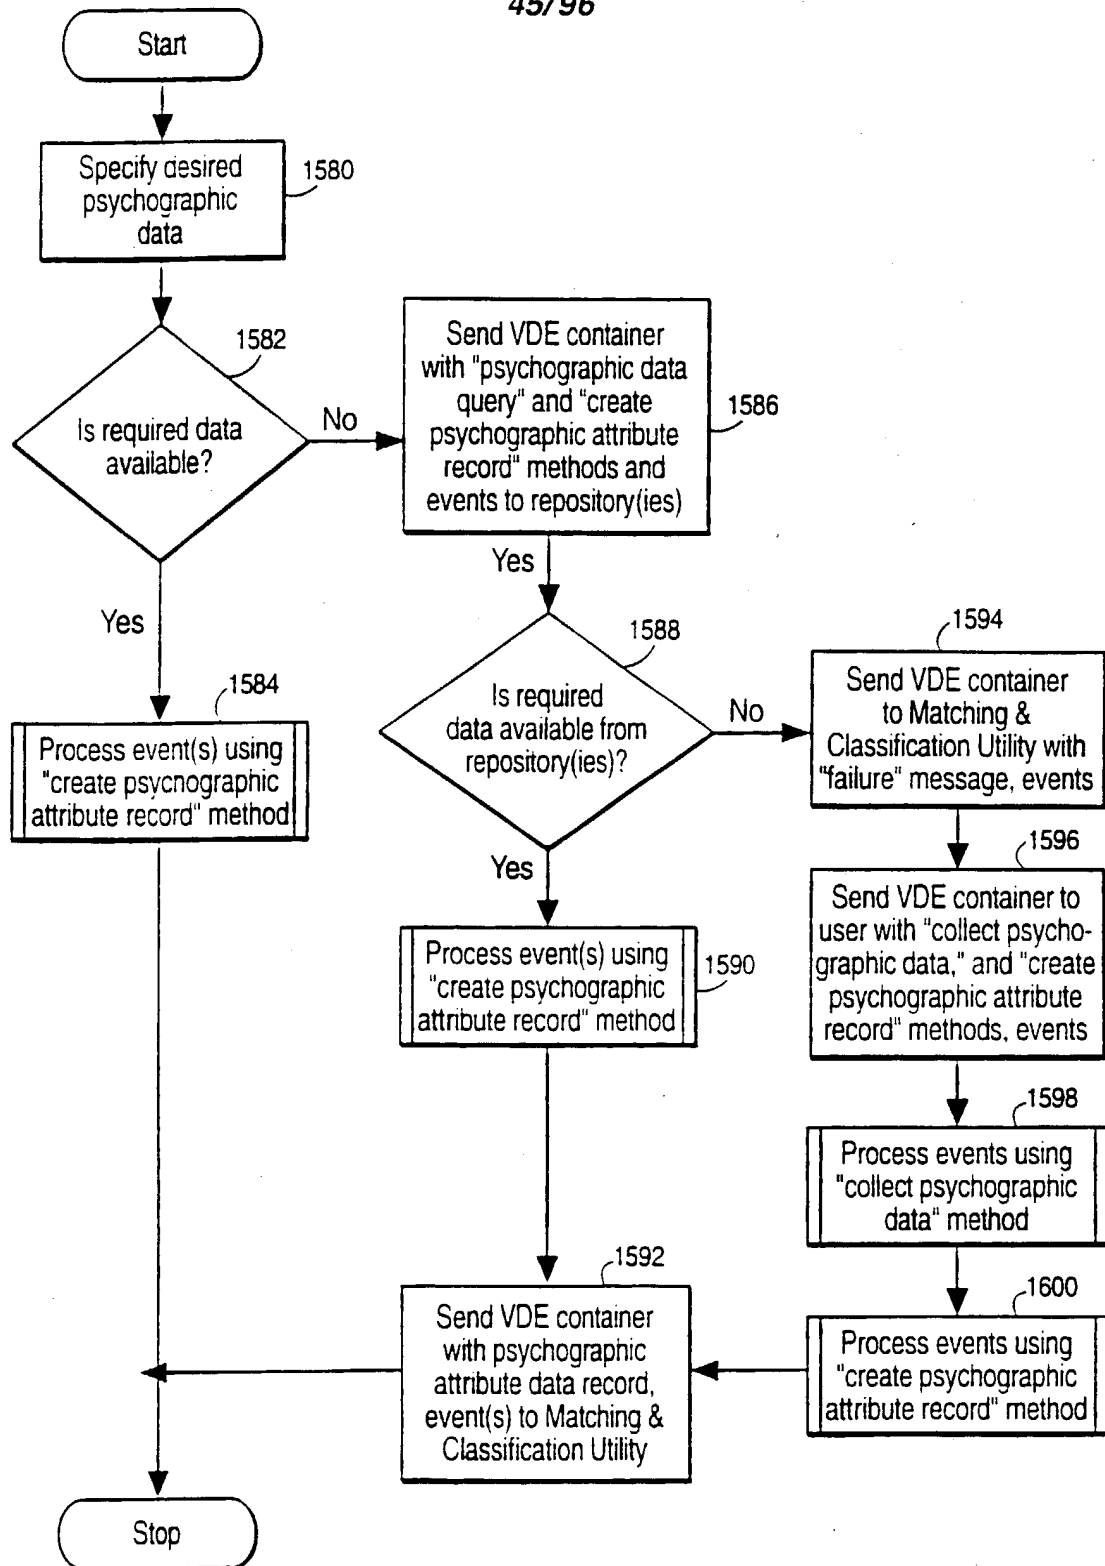 45/96
Start
Specify desired
psychographic
data
1580
1582
Is required data
available?
No
Yes
Send VDE container
with "psychographic data
query" and "create
psychographic attribute
record" methods and
events to repository(ies)
1586
Yes
1584
Process event(s) using
"create psycnographic
attribute record" method
1588
Is required
data available from
repository(ies)?
No
Yes
1594
Send VDE container
to Matching &
Classification Utility with
"failure" message, events
1596
Send VDE container to
user with "collect psycho-
graphic data," and "create
psychographic attribute
record" methods, events
Process event(s) using
"create psychographic
attribute record" method
1590
1598
Process events using
"collect psychographic
data" method
1592
Send VDE container
with psychographic
attribute data record,
event(s) to Matching &
Classification Utility
1600
Process events using
"create psychographic
attribute record" method
Stop